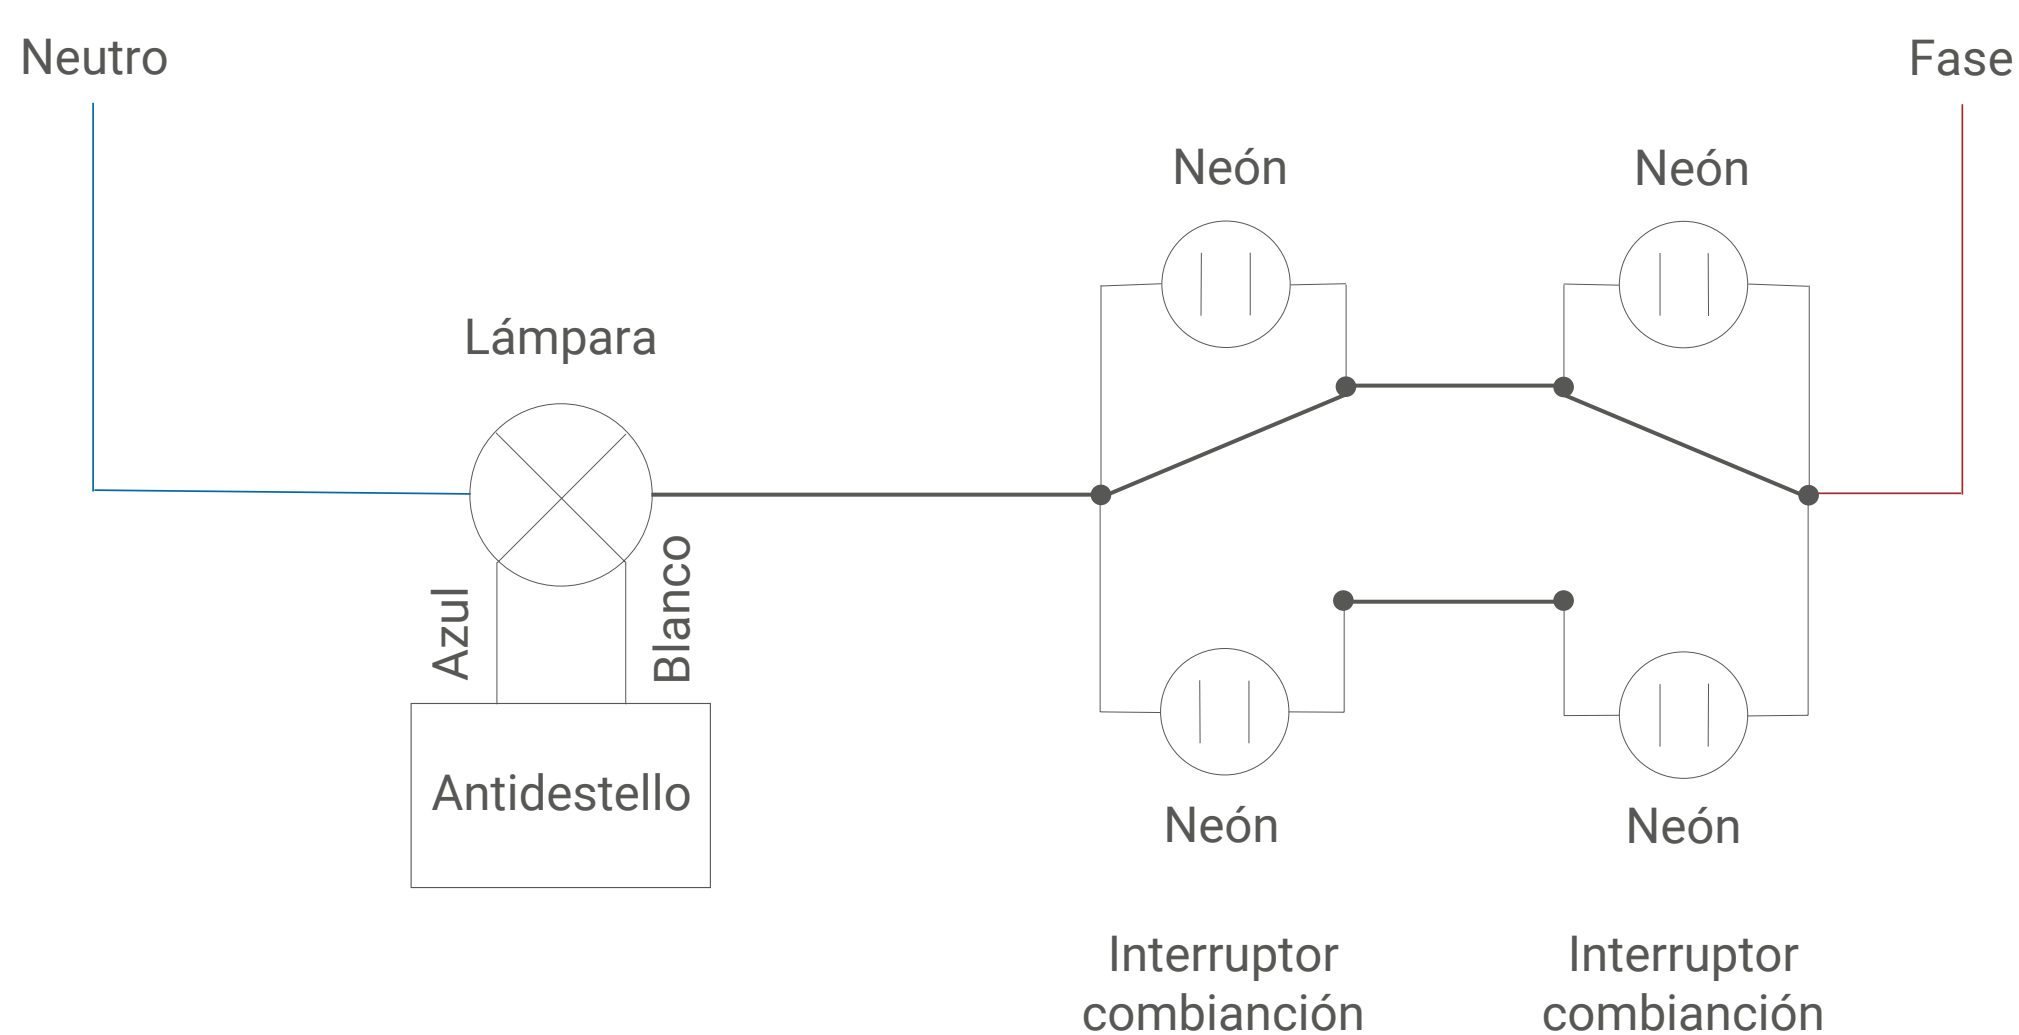 Neutro
Fase
Neón
Neón
Lámpara
Azul
Blanco
Antidestello
Neón
Neón
Interruptor
combianción
Interruptor
combianción